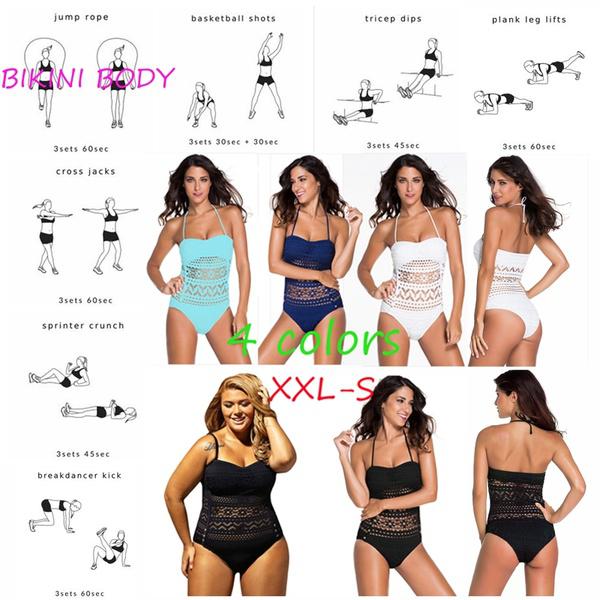 jump rope
basketball shots
tricep dips
plank leg lifts
BIKINI BODY
3sets 60sec
3sets 30sec + 30sec
3sets 45sec
3sets 60sec
cross jacks
3sets 60sec
sprinter crunch
4 colors
XXL-S
3sets 45sec
breakdancer kick
3sets 60sec